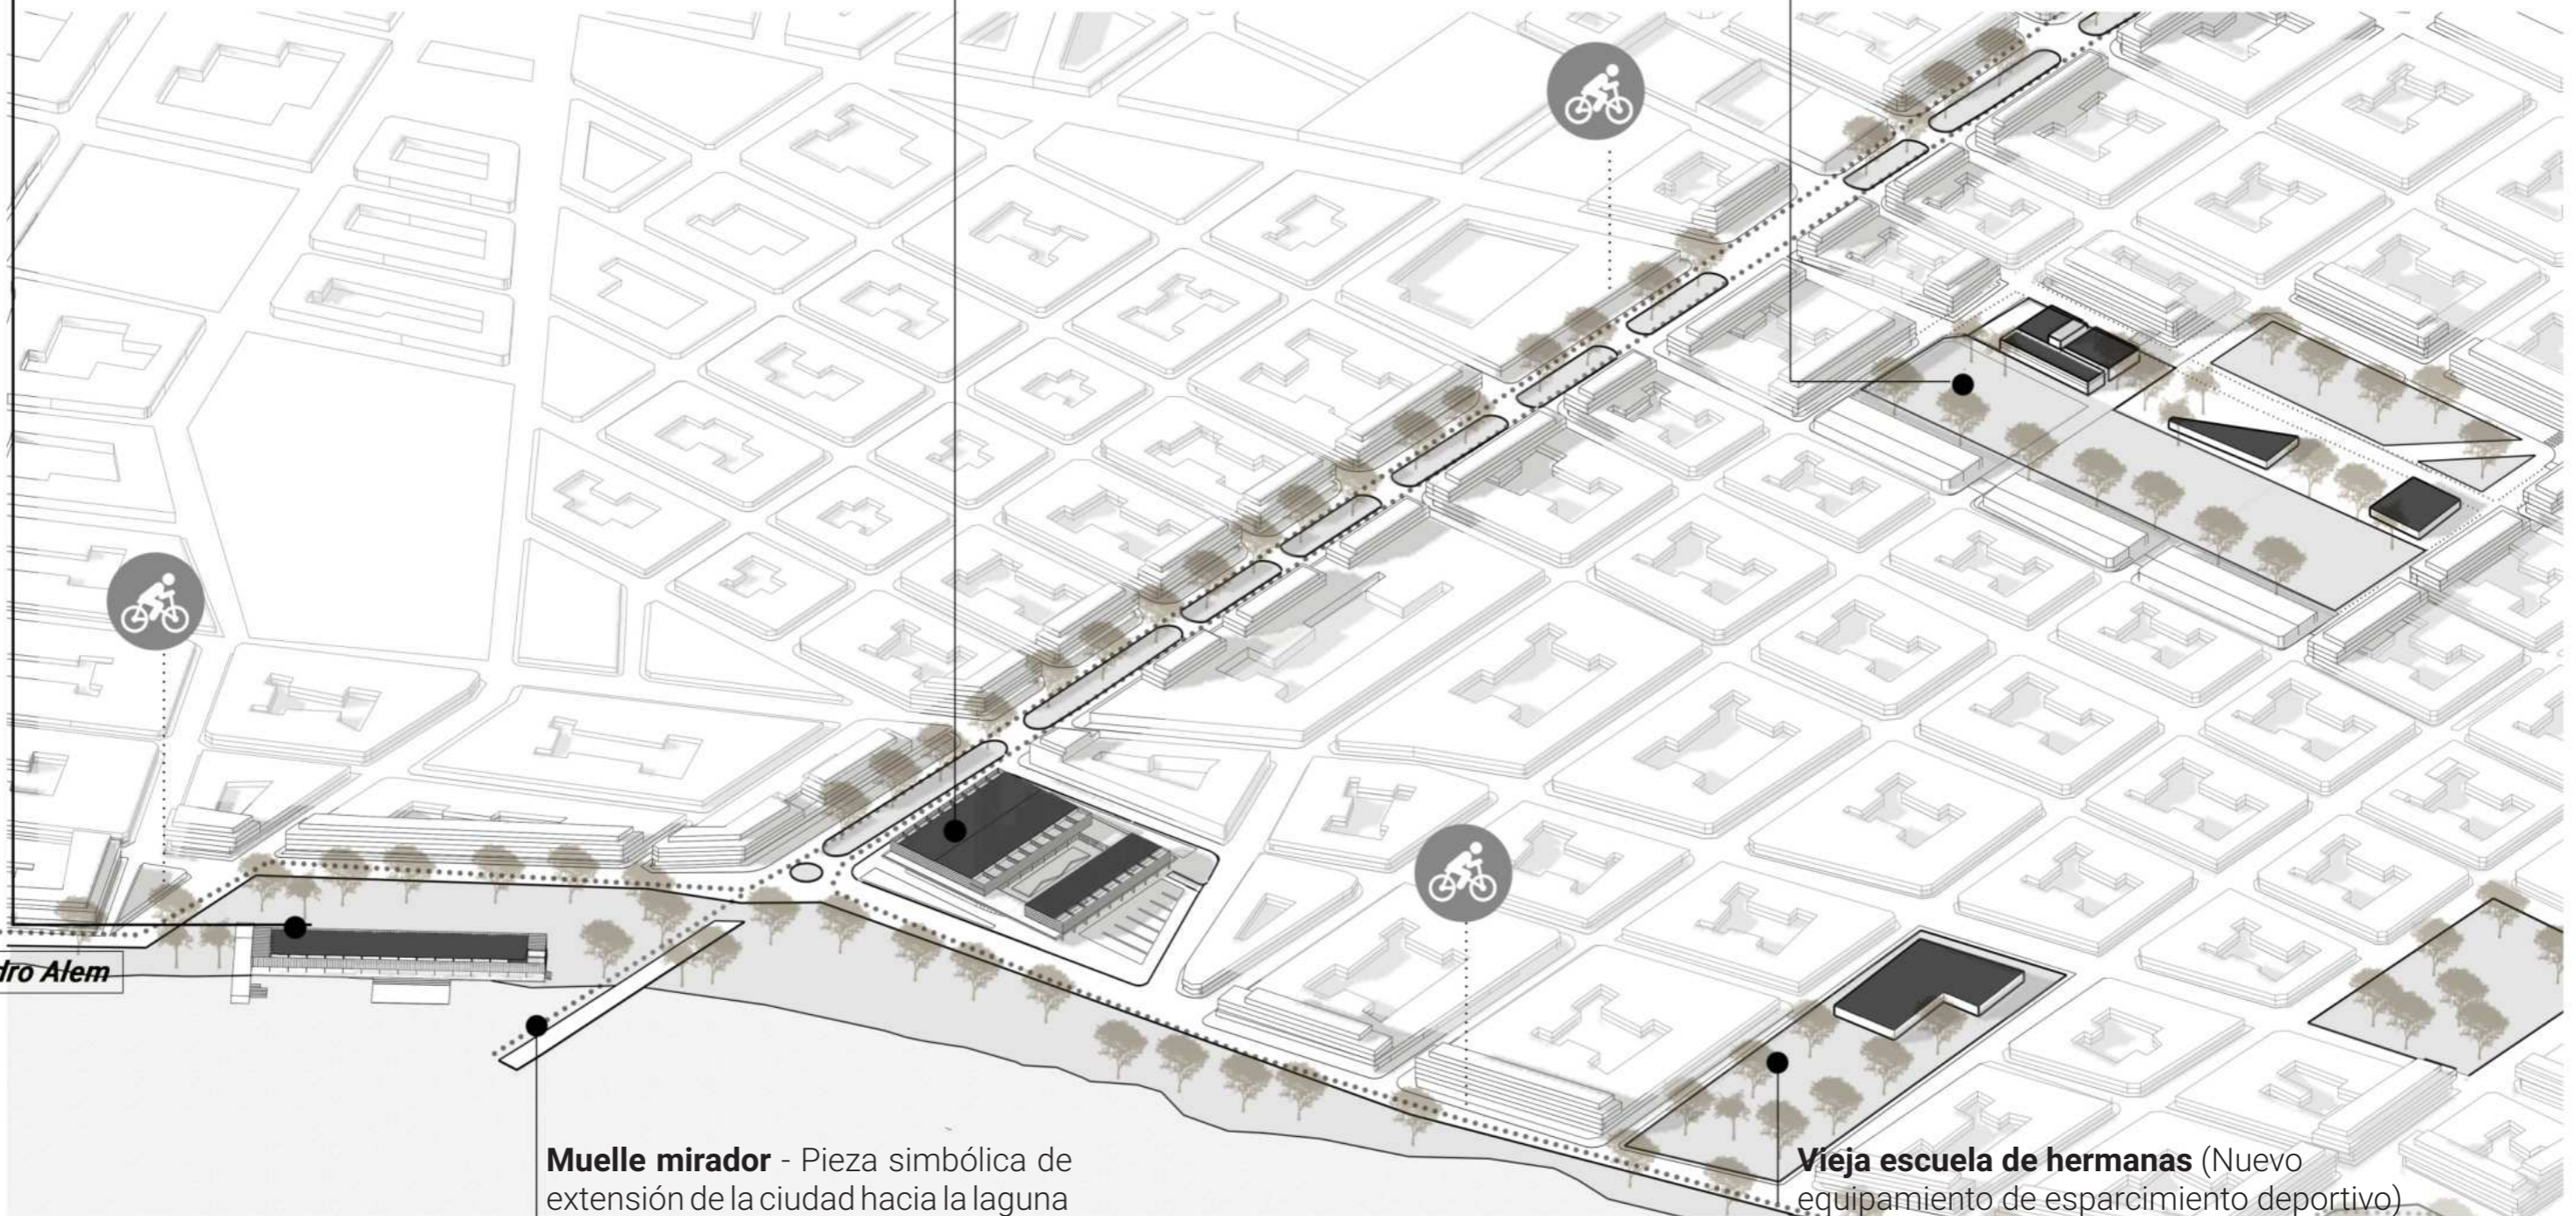 dro Alem
Muelle mirador - Pieza simbólica de
extensión de la ciudad hacia la laguna
Vieja escuela de hermanas (Nuevo
equipamiento de esparcimiento deportivo)